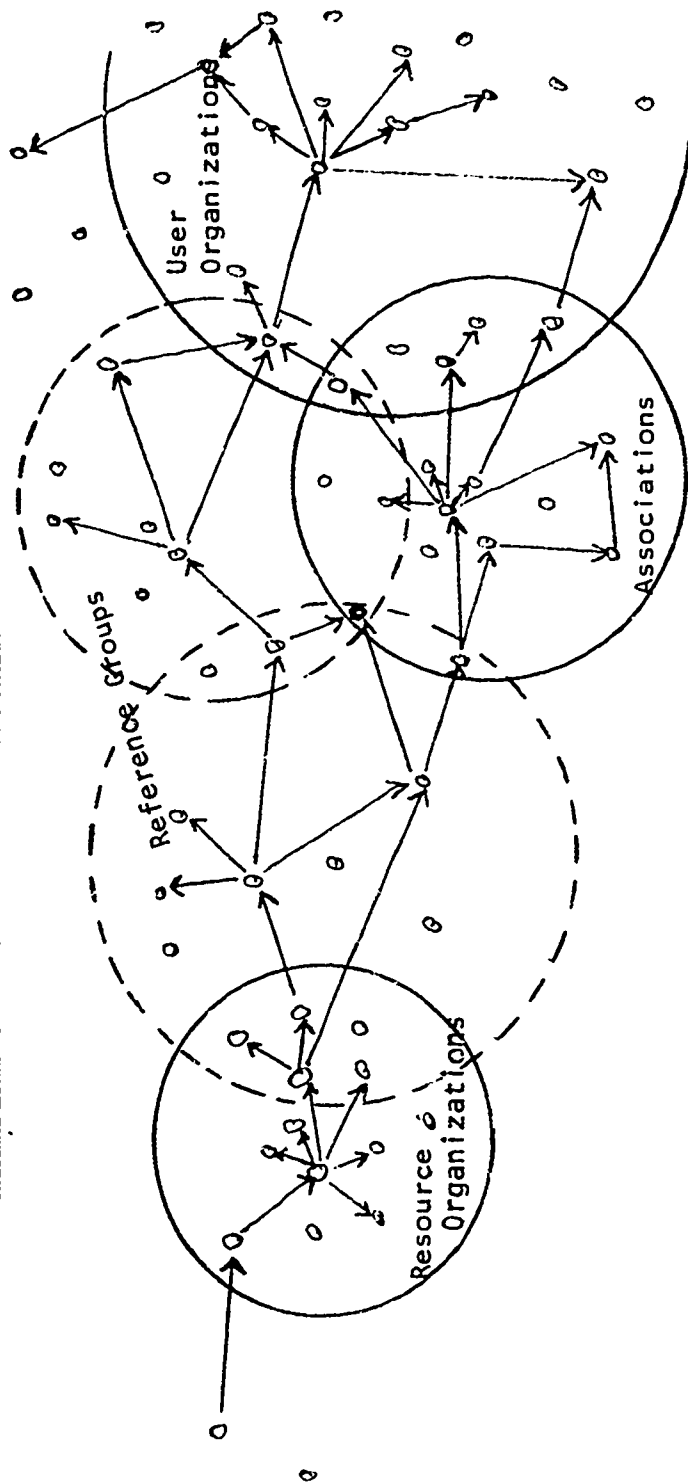 Resource
Organizations
Reference Groups
Associations
User
Organizations